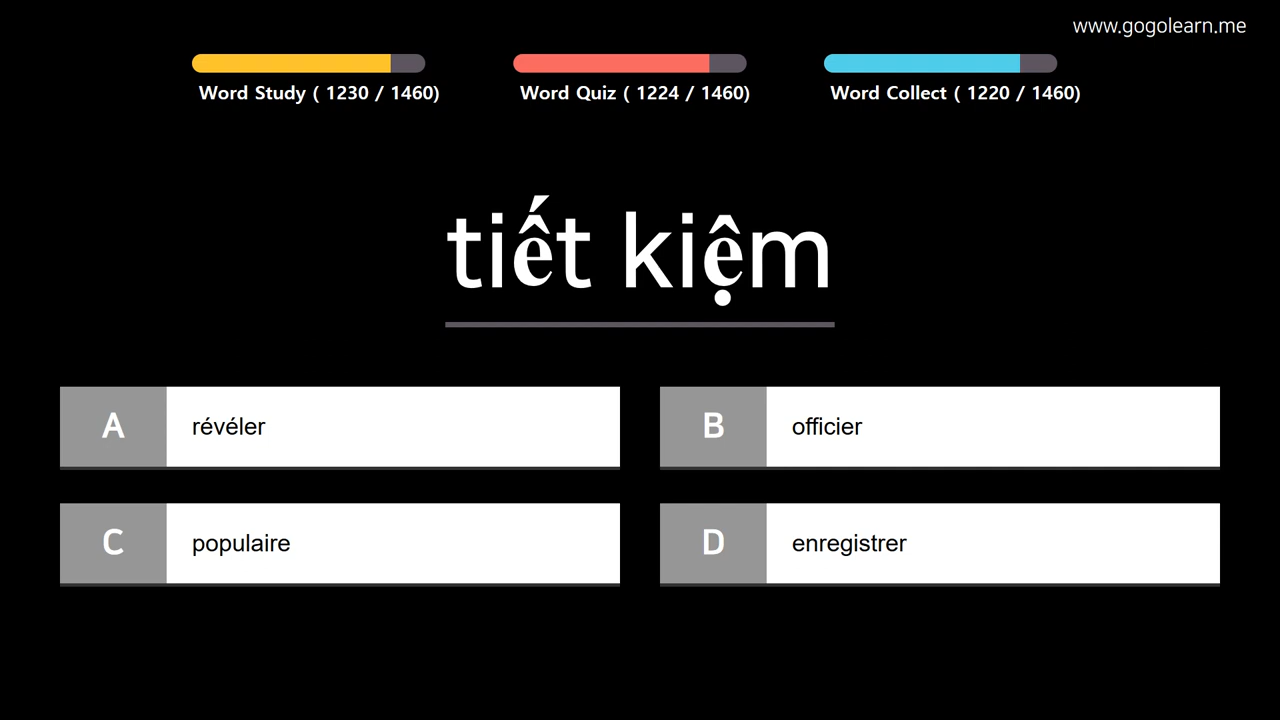 www.gogolearn.me
Word Study ( 1230 / 1460)
Word Quiz ( 1224 / 1460)
Word Collect ( 1220 / 1460)
tiết kiệm
A révéler
B officier
C populaire
D enregistrer